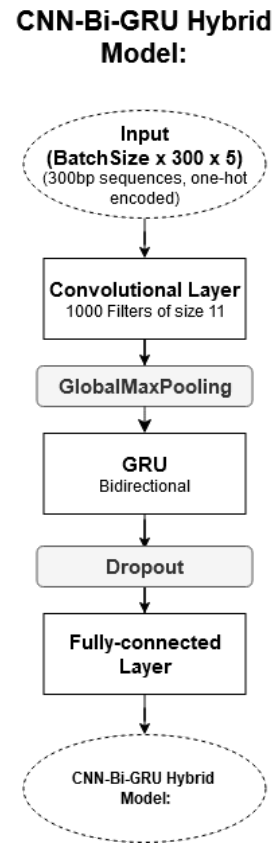 CNN-Bi-GRU Hybrid
Model:
Input
(BatchSize x 300 x 5)
(300bp sequences, one-hot
encoded)
Convolutional Layer
1000 Filters of size 11
GlobalMaxPooling
GRU
Bidirectional
Dropout
Fully-connected
Layer
CNN-Bi-GRU Hybrid
Model: